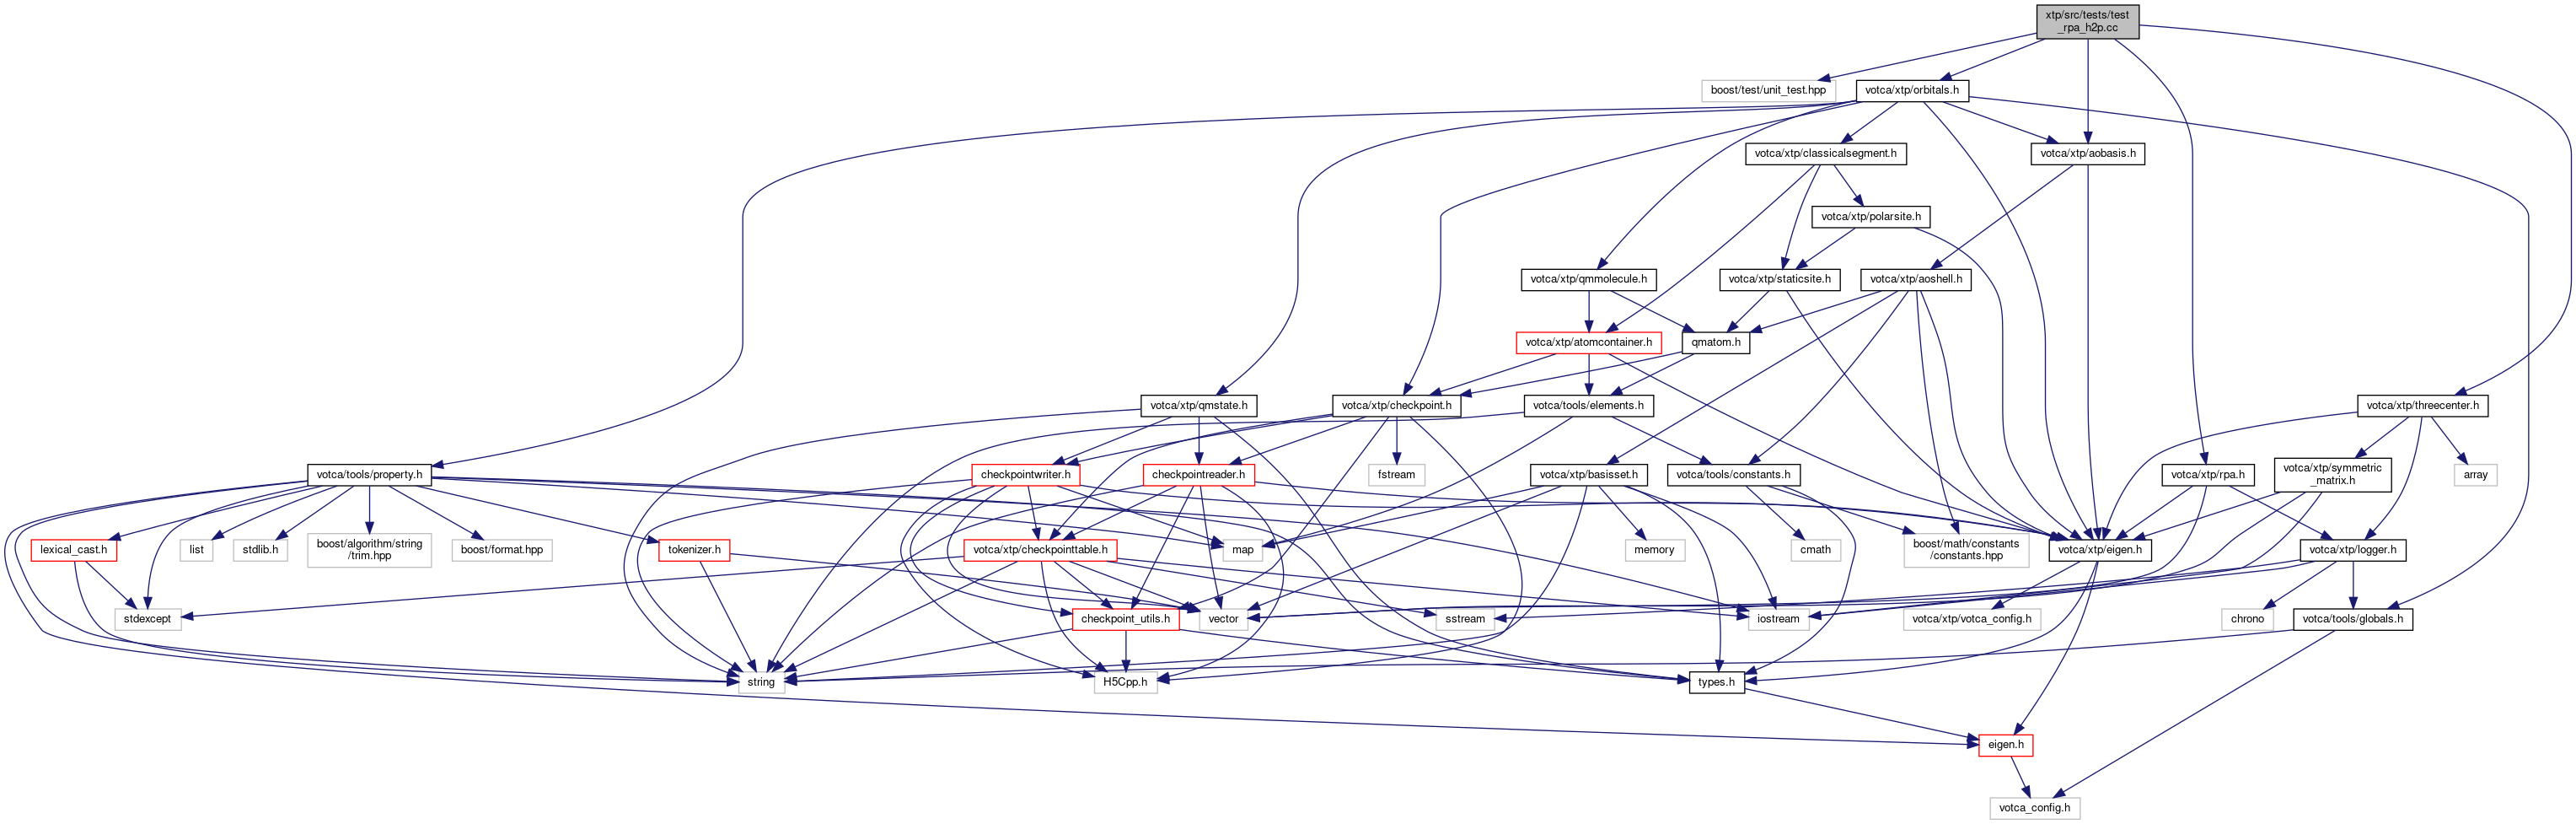 xtp/src/tests/test
_rpa_h2p.cc
boost/test/unit_test.hpp
votca/xtp/orbitals.h
votca/xtp/classicalsegment.h
votca/xtp/aobasis.h
votca/xtp/polarsite.h
votca/xtp/qmmolecule.h
votca/xtp/staticsite.h
votca/xtp/aoshell.h
votca/xtp/atomcontainer.h
qmatom.h
votca/xtp/qmstate.h
votca/xtp/checkpoint.h
votca/tools/elements.h
votca/xtp/threecenter.h
votca/tools/property.h
checkpointwriter.h
checkpointreader.h
fstream
votca/xtp/basisset.h
votca/tools/constants.h
votca/xtp/rpa.h
votca/xtp/symmetric
_matrix.h
array
lexical_cast.h
list
stdlib.h
boost/algorithm/string
/trim.hpp
boost/format.hpp
tokenizer.h
votca/xtp/checkpointtable.h
map
memory
cmath
boost/math/constants
/constants.hpp
votca/xtp/eigen.h
votca/xtp/logger.h
stdexcept
checkpoint_utils.h
vector
sstream
iostream
votca/xtp/votca_config.h
chrono
votca/tools/globals.h
string
H5Cpp.h
types.h
eigen.h
votca_config.h